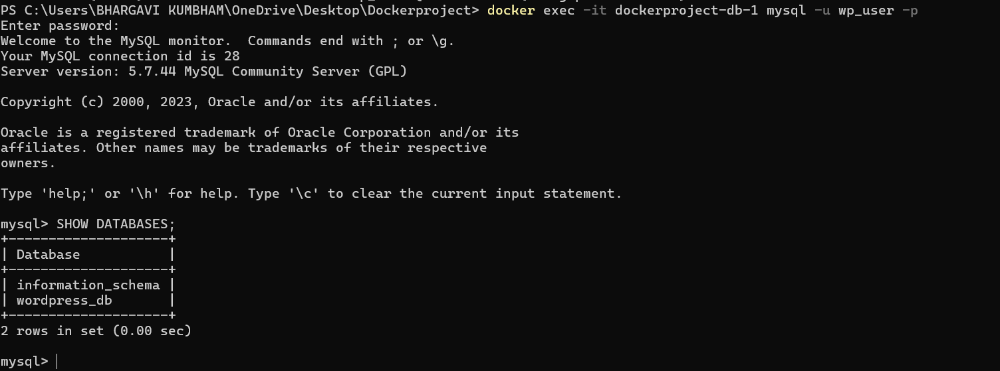 PS C:\Users\BHARGAVI KUMBHAM\OneDrive\Desktop\Dockerproject> docker exec -it dockerproject-db-1 mysql -u wp_user -p
Enter password:
Welcome to the MySQL monitor.  Commands end with ; or \g.
Your MySQL connection id is 28
Server version: 5.7.44 MySQL Community Server (GPL)

Copyright (c) 2000, 2023, Oracle and/or its affiliates.

Oracle is a registered trademark of Oracle Corporation and/or its
affiliates. Other names may be trademarks of their respective
owners.

Type 'help;' or '\h' for help. Type '\c' to clear the current input statement.

mysql> SHOW DATABASES;
+--------------------+
| Database           |
+--------------------+
| information_schema |
| wordpress_db       |
+--------------------+
2 rows in set (0.00 sec)

mysql>